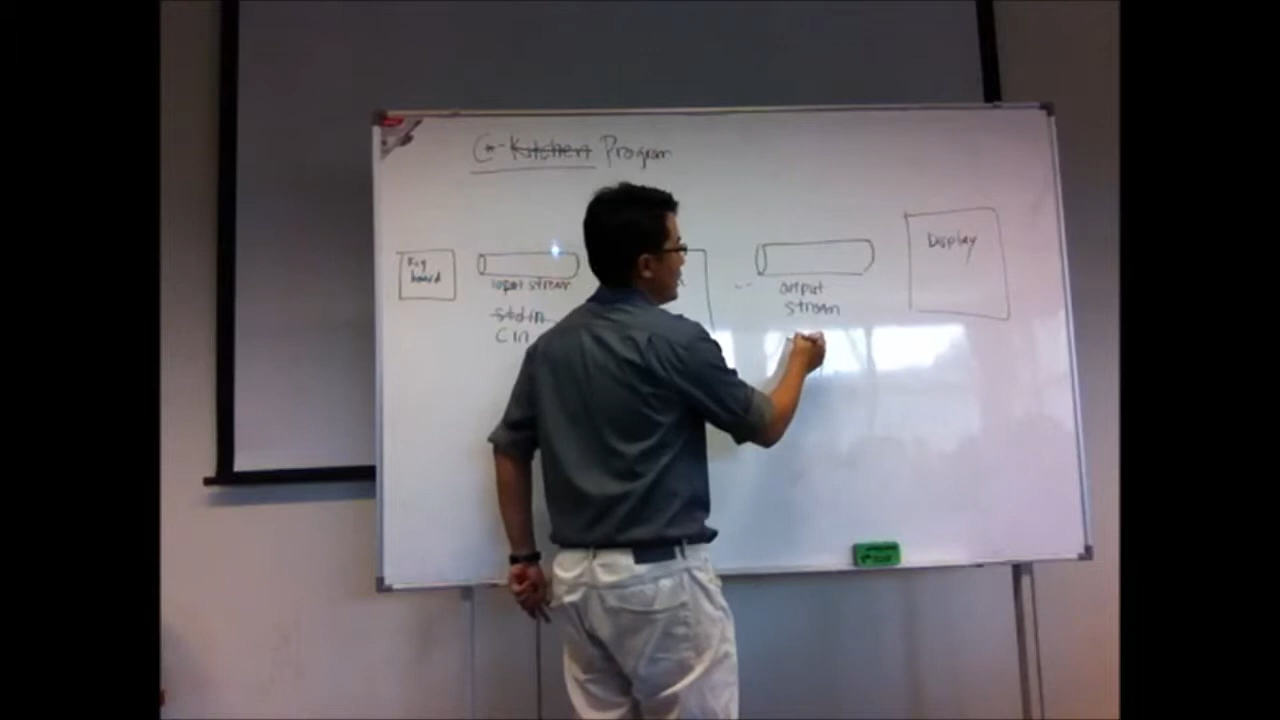 C+ Kitchen Program
Key
board
input stream
stdin
cin
output
stream
Display